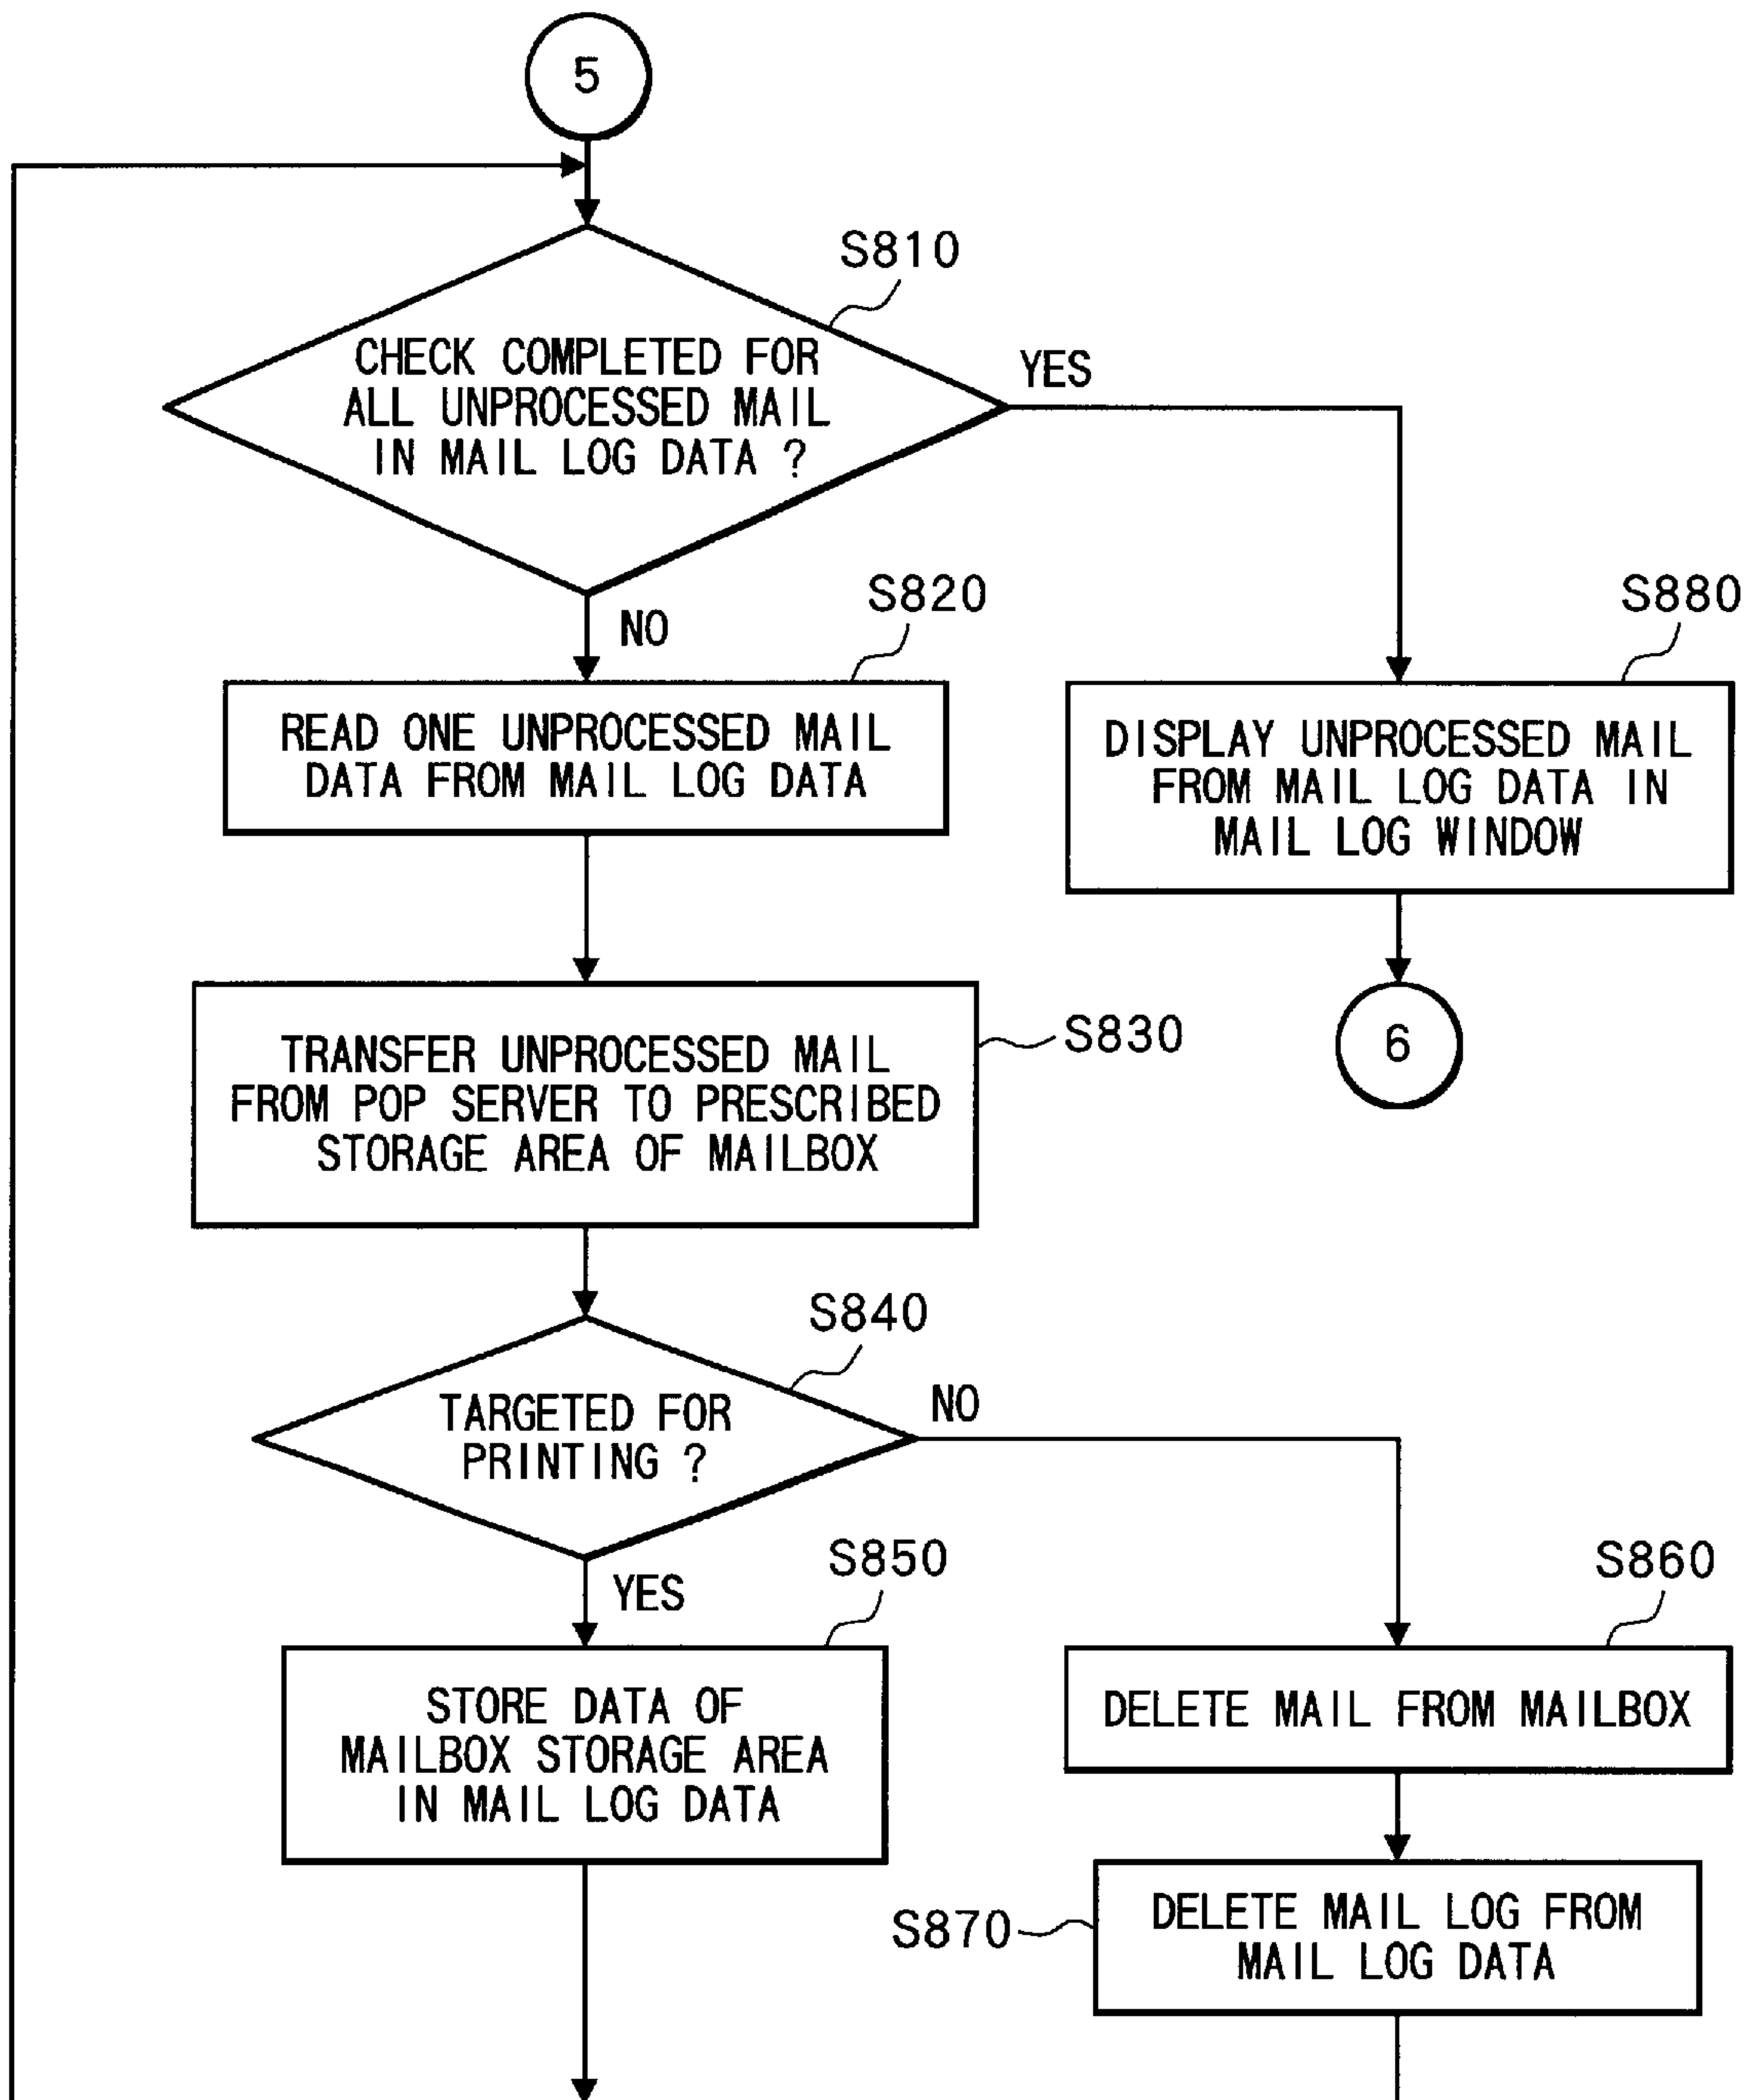 5
S810
CHECK COMPLETED FOR
ALL UNPROCESSED MAIL
IN MAIL LOG DATA ?
YES
NO
S820
S880
READ ONE UNPROCESSED MAIL
DATA FROM MAIL LOG DATA
DISPLAY UNPROCESSED MAIL
FROM MAIL LOG DATA IN
MAIL LOG WINDOW
TRANSFER UNPROCESSED MAIL
FROM POP SERVER TO PRESCRIBED
STORAGE AREA OF MAILBOX
S830
6
S840
TARGETED FOR
PRINTING ?
NO
YES
S850
S860
STORE DATA OF
MAILBOX STORAGE AREA
IN MAIL LOG DATA
DELETE MAIL FROM MAILBOX
S870
DELETE MAIL LOG FROM
MAIL LOG DATA